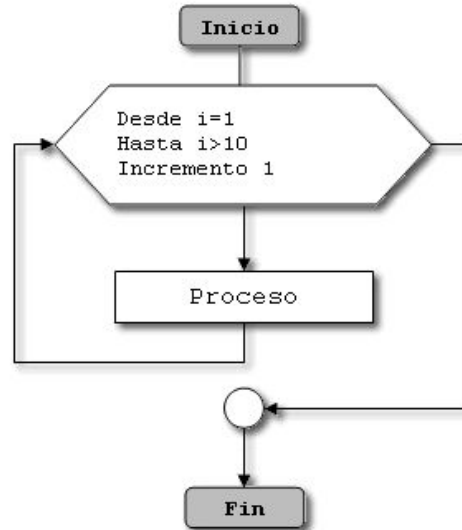 Inicio
Desde i=1
Hasta i>10
Incremento 1
Proceso
Fin